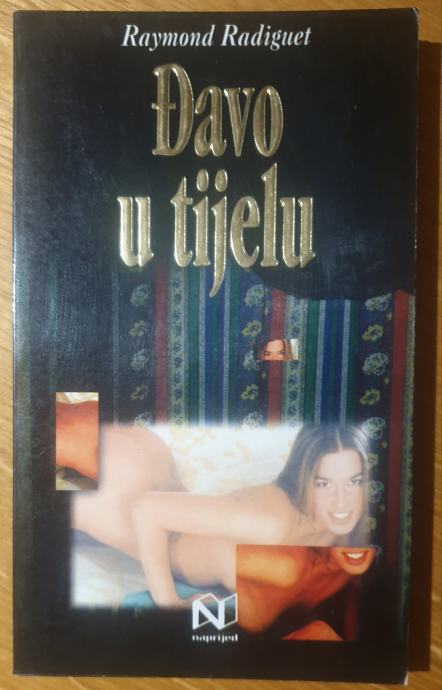 Raymond Radiguet
Đavo
u tijelu
N
naprijed